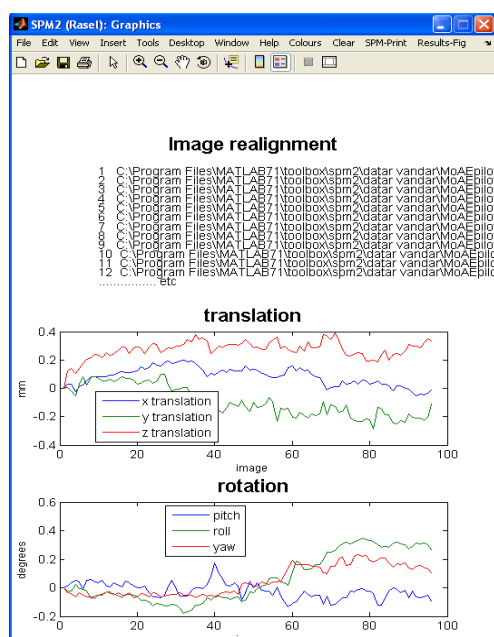 SPM2 (Rasel): Graphics
File Edit View Insert Tools Desktop Window Help Colours Clear SPM-Print Results-Fig
Image realignment
1 C:\Program Files\MATLAB71\toolbox\spm2\datar vandar\MoAEpilo
2 C:\Program Files\MATLAB71\toolbox\spm2\datar vandar\MoAEpilo
3 C:\Program Files\MATLAB71\toolbox\spm2\datar vandar\MoAEpilo
4 C:\Program Files\MATLAB71\toolbox\spm2\datar vandar\MoAEpilo
5 C:\Program Files\MATLAB71\toolbox\spm2\datar vandar\MoAEpilo
6 C:\Program Files\MATLAB71\toolbox\spm2\datar vandar\MoAEpilo
7 C:\Program Files\MATLAB71\toolbox\spm2\datar vandar\MoAEpilo
8 C:\Program Files\MATLAB71\toolbox\spm2\datar vandar\MoAEpilo
9 C:\Program Files\MATLAB71\toolbox\spm2\datar vandar\MoAEpilo
10 C:\Program Files\MATLAB71\toolbox\spm2\datar vandar\MoAEpil
11 C:\Program Files\MATLAB71\toolbox\spm2\datar vandar\MoAEpil
12 C:\Program Files\MATLAB71\toolbox\spm2\datar vandar\MoAEpil
................ etc
translation
0.4
0.2
0
-0.2
-0.4
mm
x translation
y translation
z translation
0 20 40 60 80 100
image
rotation
0.6
0.4
0.2
0
-0.2
degrees
pitch
roll
yaw
0 20 40 60 80 100